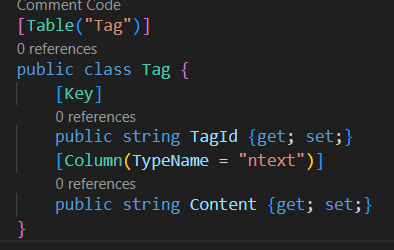 Comment Code
[Table("Tag")]
0 references
public class Tag {
[Key]
0 references
public string TagId {get; set;}
[Column(TypeName = "ntext")]
0 references
public string Content {get; set;}
}